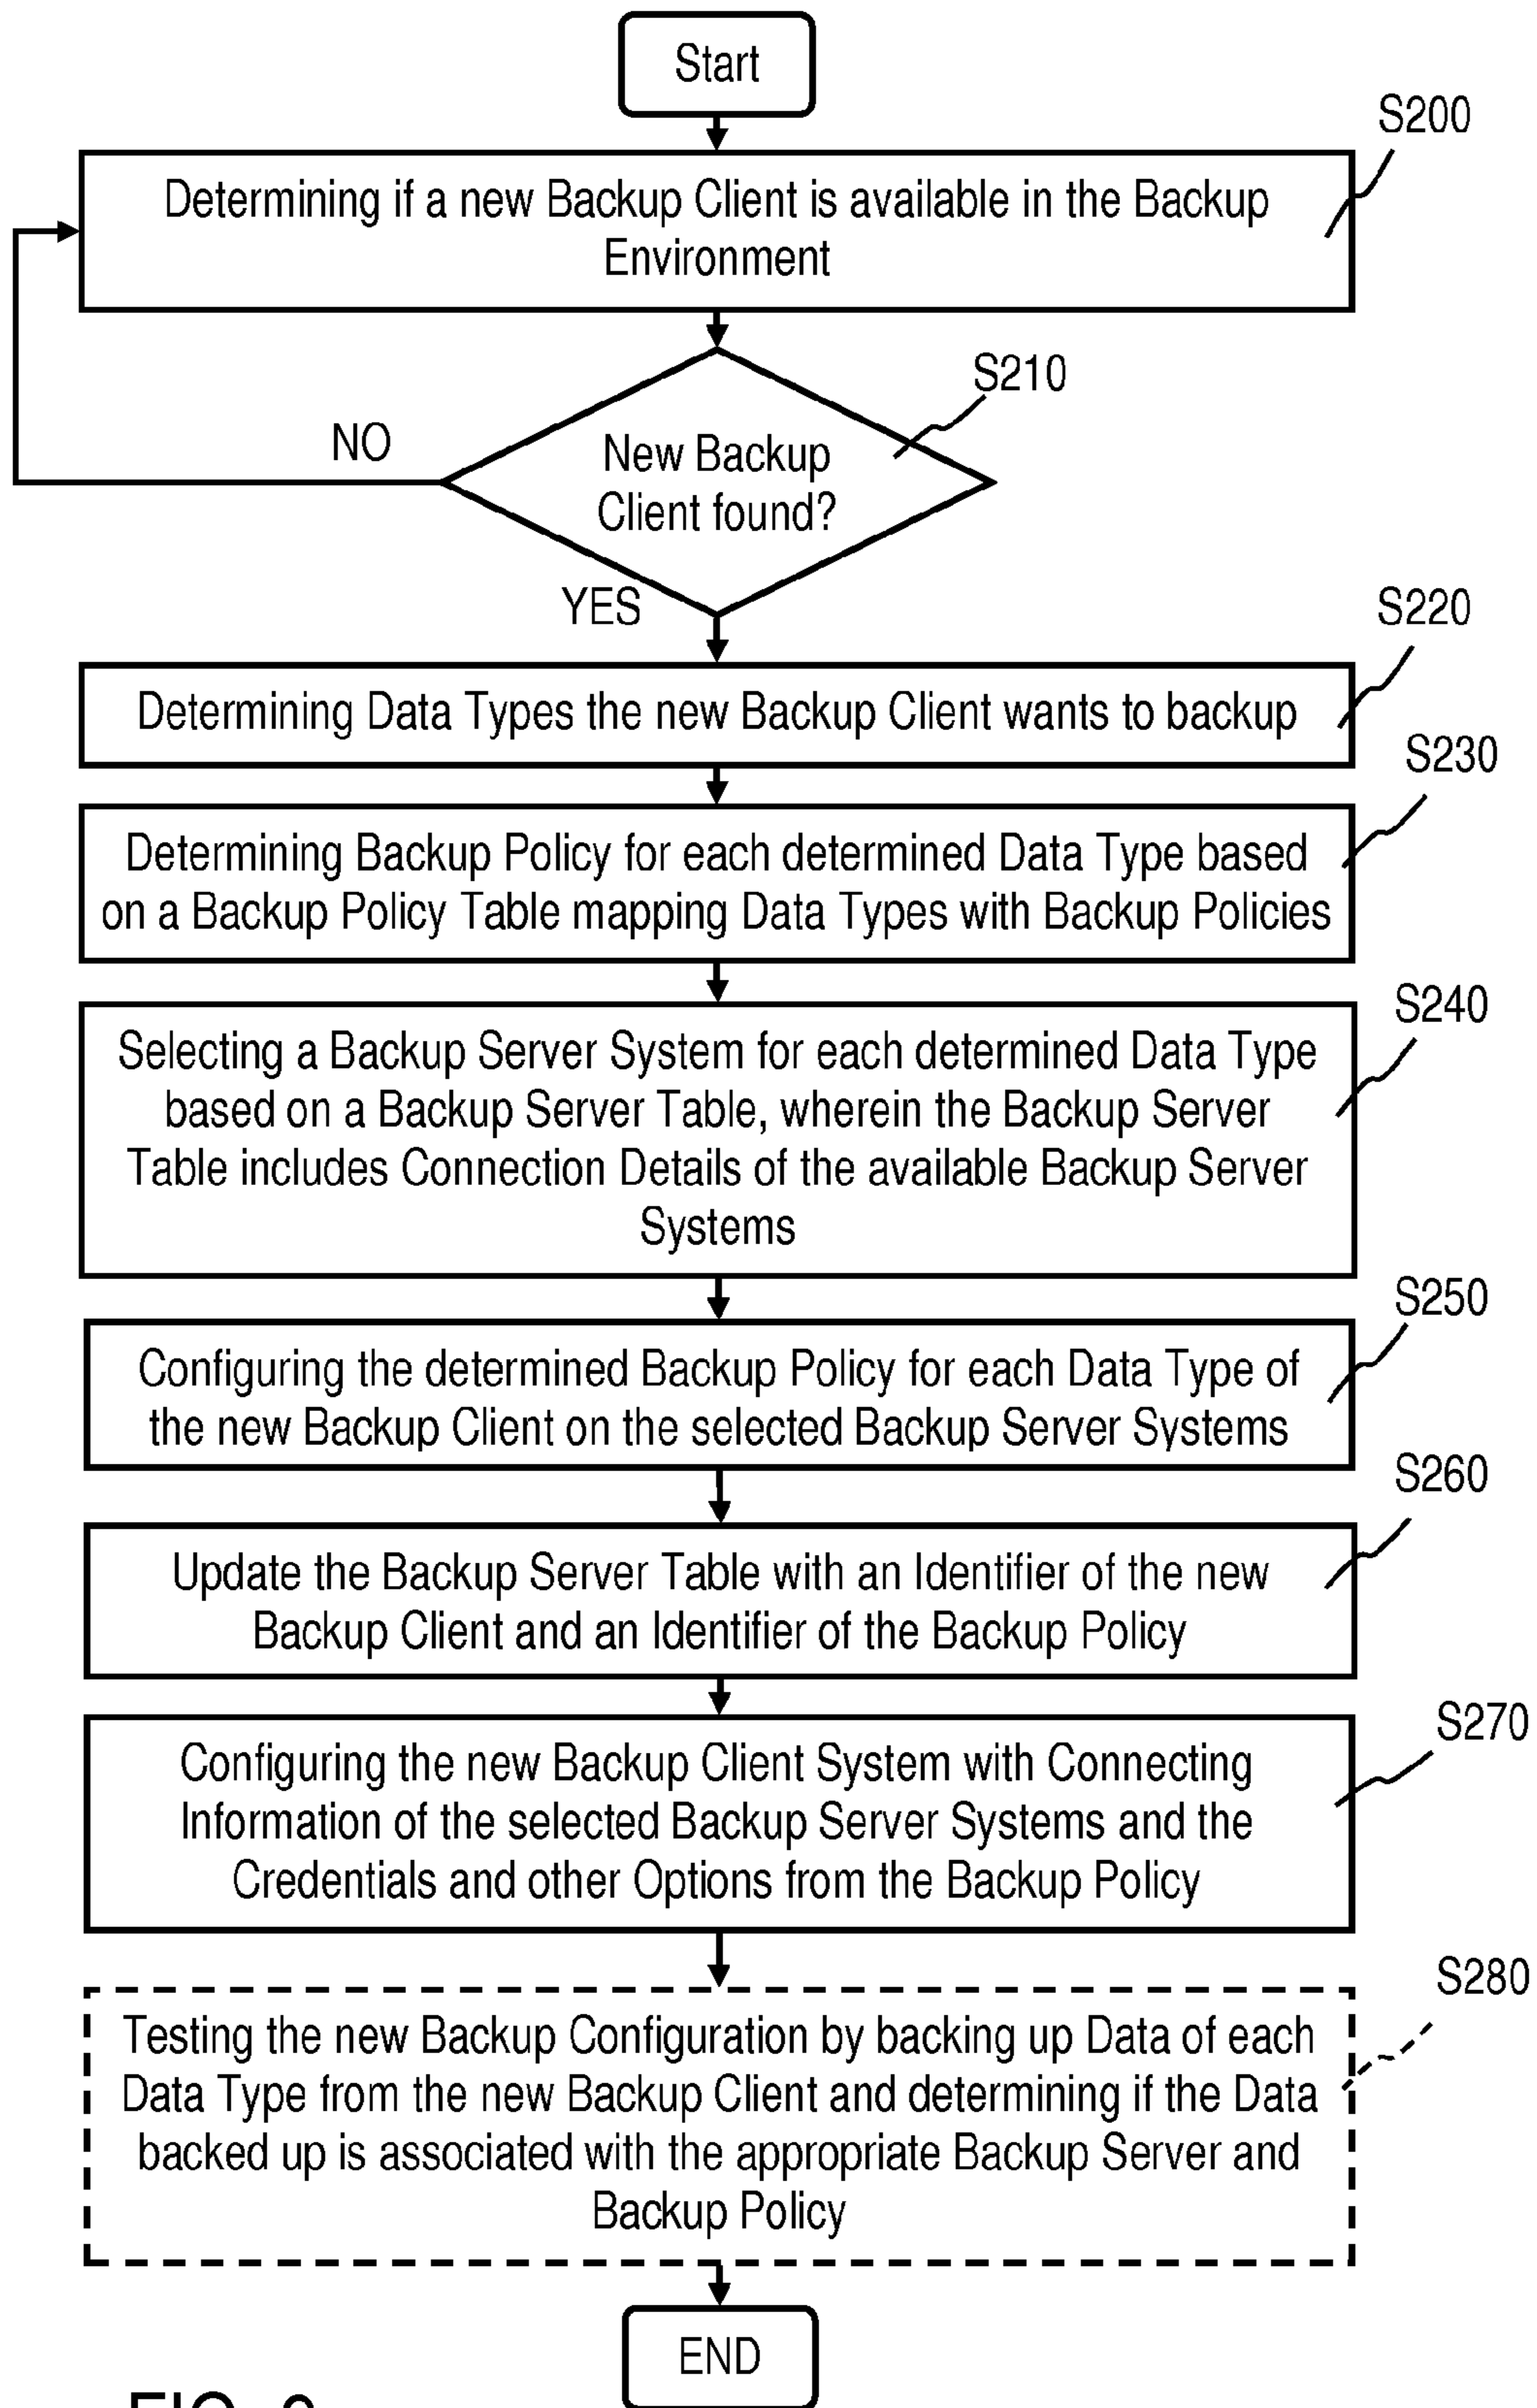 Start
S200
Determining if a new Backup Client is available in the Backup
Environment
S210
NO
New Backup
Client found?
YES
S220
Determining Data Types the new Backup Client wants to backup
S230
Determining Backup Policy for each determined Data Type based
on a Backup Policy Table mapping Data Types with Backup Policies
S240
Selecting a Backup Server System for each determined Data Type
based on a Backup Server Table, wherein the Backup Server
Table includes Connection Details of the available Backup Server
Systems
S250
Configuring the determined Backup Policy for each Data Type of
the new Backup Client on the selected Backup Server Systems
S260
Update the Backup Server Table with an Identifier of the new
Backup Client and an Identifier of the Backup Policy
S270
Configuring the new Backup Client System with Connecting
Information of the selected Backup Server Systems and the
Credentials and other Options from the Backup Policy
S280
Testing the new Backup Configuration by backing up Data of each
Data Type from the new Backup Client and determining if the Data
backed up is associated with the appropriate Backup Server and
Backup Policy
END
FIG.